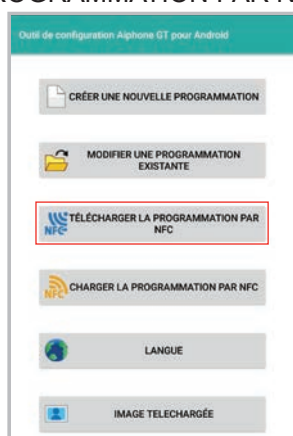 Outil de configuration Aiphone GT pour Android
CRÉER UNE NOUVELLE PROGRAMMATION
MODIFIER UNE PROGRAMMATION
EXISTANTE
TÉLÉCHARGER LA PROGRAMMATION PAR
NFC
NFC
CHARGER LA PROGRAMMATION PAR NFC
NFC
LANGUE
IMAGE TELECHARGÉE